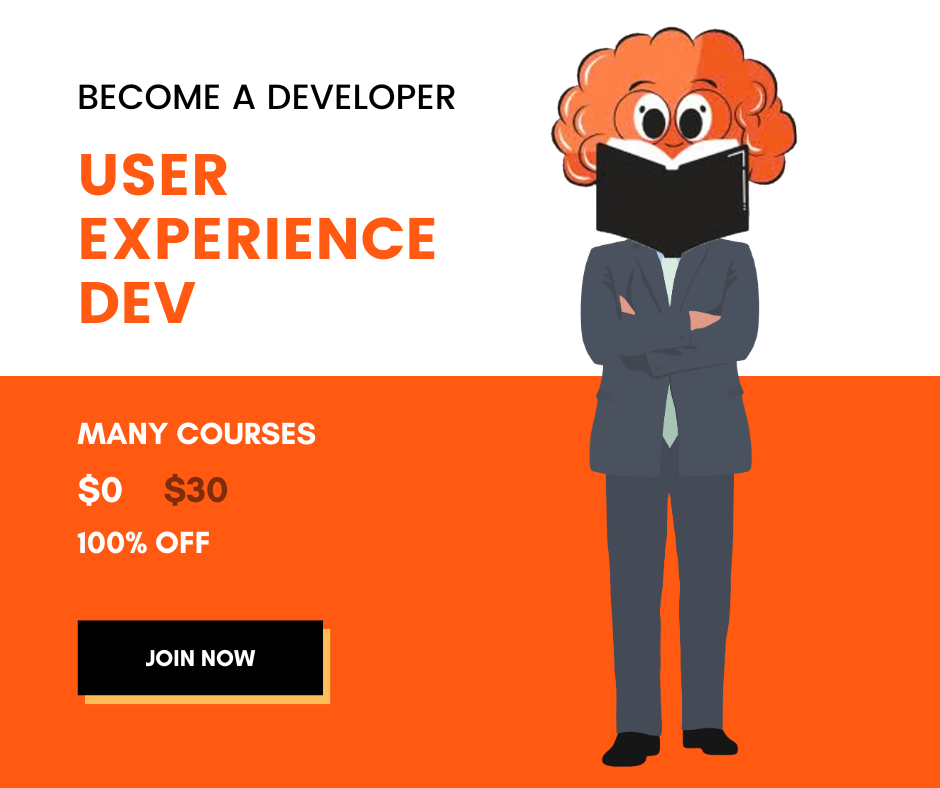 BECOME A DEVELOPER
USER
EXPERIENCE
DEV
MANY COURSES
$0 $30
100% OFF
JOIN NOW